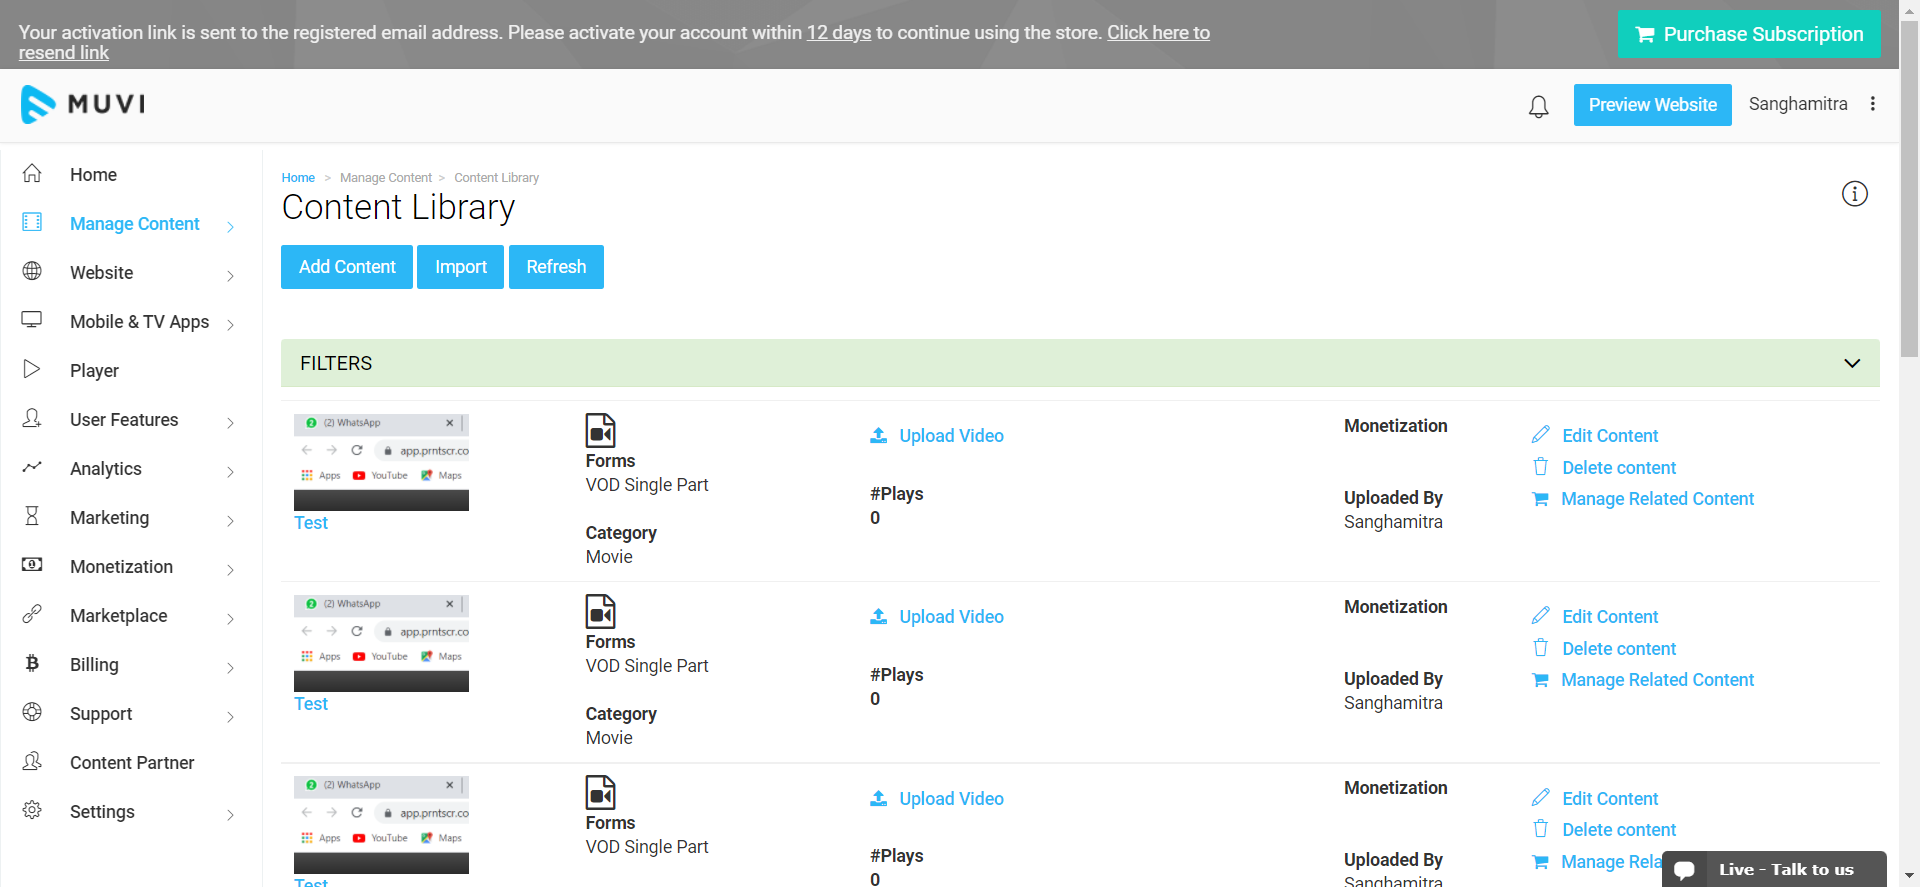 Your activation link is sent to the registered email address. Please activate your account within 12 days to continue using the store. Click here to
resend link
Purchase Subscription
MUVI
Preview Website
Sanghamitra
Home
Manage Content
Website
Mobile & TV Apps
Player
User Features
Analytics
Marketing
Monetization
Marketplace
Billing
Support
Content Partner
Settings
Home > Manage Content > Content Library
Content Library
Add Content
Import
Refresh
FILTERS
2 (2) WhatsApp
app.prntscr.co
Apps YouTube Maps
Test
Forms
VOD Single Part
Category
Movie
Upload Video
#Plays
0
Monetization
Uploaded By
Sanghamitra
Edit Content
Delete content
Manage Related Content
2 (2) WhatsApp
app.prntscr.co
Apps YouTube Maps
Test
Forms
VOD Single Part
Category
Movie
Upload Video
#Plays
0
Monetization
Uploaded By
Sanghamitra
Edit Content
Delete content
Manage Related Content
2 (2) WhatsApp
app.prntscr.co
Apps YouTube Maps
Test
Forms
VOD Single Part
Upload Video
#Plays
0
Monetization
Uploaded By
Sanghamitra
Edit Content
Delete content
Manage Rela
Live - Talk to us